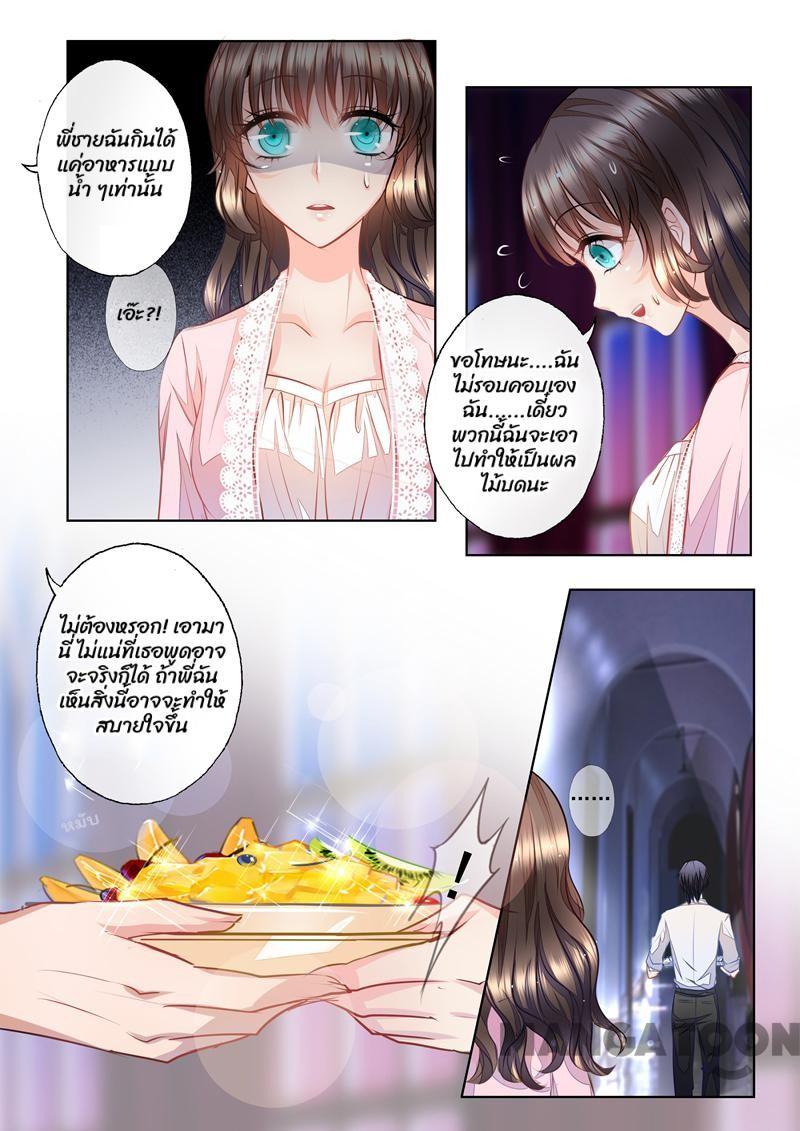 พี่ชายฉันกินได้
แค่อาหารแบบ
น้ำ ๆเท่านั้น
เอ๊ะ?!
ขอโทษนะ....ฉัน
ไม่รอบคอบเอง
ฉัน......เดี๋ยว
พวกนี้ฉันจะเอา
ไปทำให้เป็นผล
ไม้บดนะ
ไม่ต้องหรอก! เอามา
นี่ ไม่แน่ที่เธอพูดอาจ
จะจริงก็ได้ ถ้าพี่ฉัน
เห็นสิ่งนี้อาจจะทำให้
สบายใจขึ้น
หมับ
!
......
MANGATOON